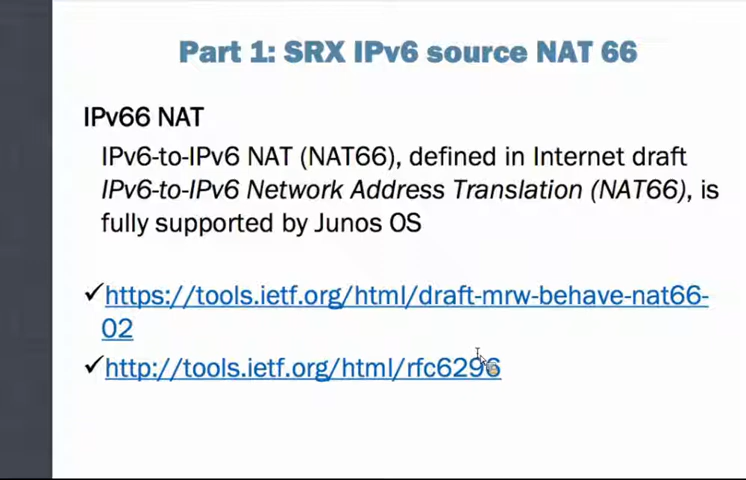 Part 1: SRX IPv6 source NAT 66
IPv66 NAT
IPv6-to-IPv6 NAT (NAT66), defined in Internet draft
IPv6-to-IPv6 Network Address Translation (NAT66), is
fully supported by Junos OS
✓https://tools.ietf.org/html/draft-mrw-behave-nat66-
02
✓http://tools.ietf.org/html/rfc6296